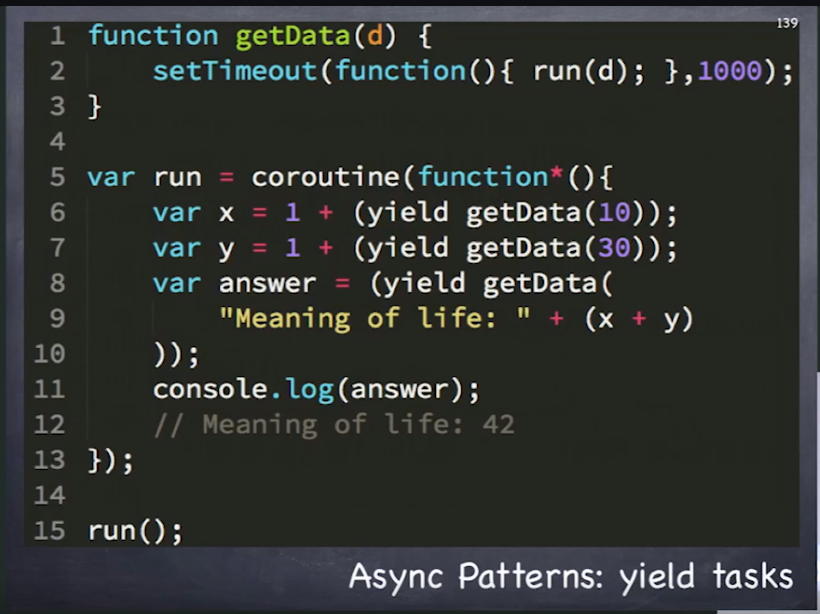 139
1 function getData(d) {
2     setTimeout(function(){ run(d); },1000);
3 }
4
5 var run = coroutine(function*(){
6     var x = 1 + (yield getData(10));
7     var y = 1 + (yield getData(30));
8     var answer = (yield getData(
9         "Meaning of life: " + (x + y)
10     ));
11     console.log(answer);
12     // Meaning of life: 42
13 });
14
15 run();
Async Patterns: yield tasks